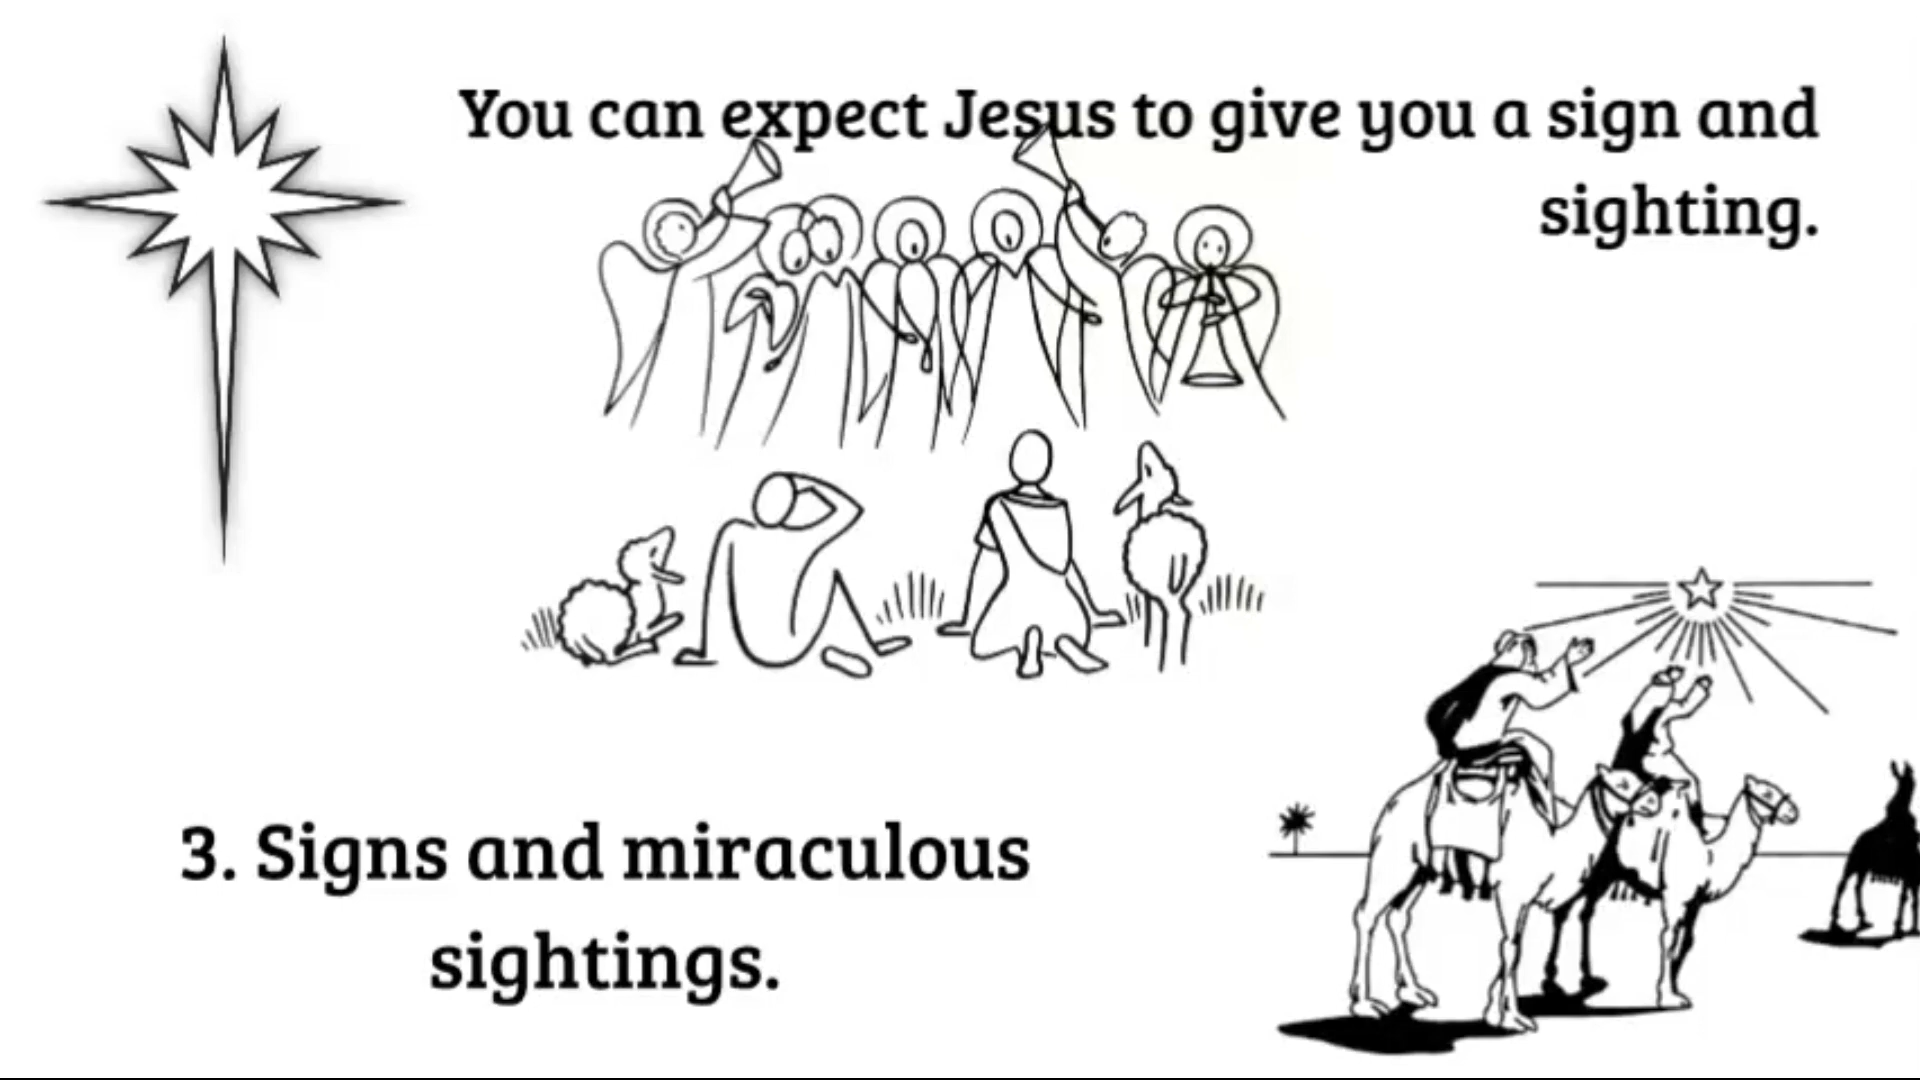 You can expect Jesus to give you a sign and
sighting.
3. Signs and miraculous
sightings.